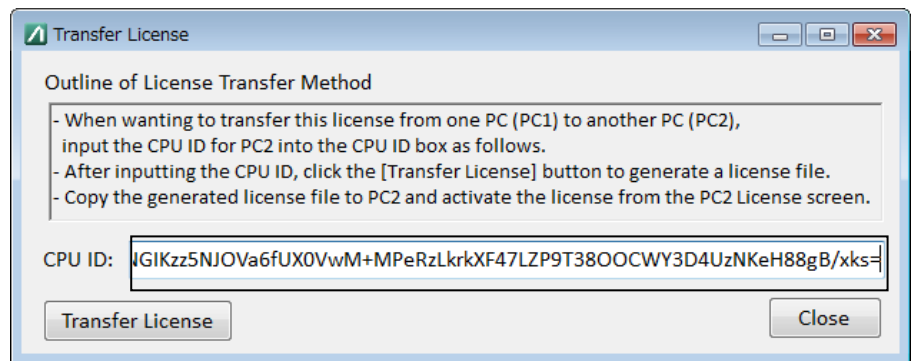 Transfer License
Outline of License Transfer Method
- When wanting to transfer this license from one PC (PC1) to another PC (PC2),
input the CPU ID for PC2 into the CPU ID box as follows.
- After inputting the CPU ID, click the [Transfer License] button to generate a license file.
- Copy the generated license file to PC2 and activate the license from the PC2 License screen.
CPU ID: NGIKzz5NJOVa6fUX0VwM+MPeRzLkrkXF47LZP9T38OOCWY3D4UzNKeH88gB/xks=
Transfer License
Close